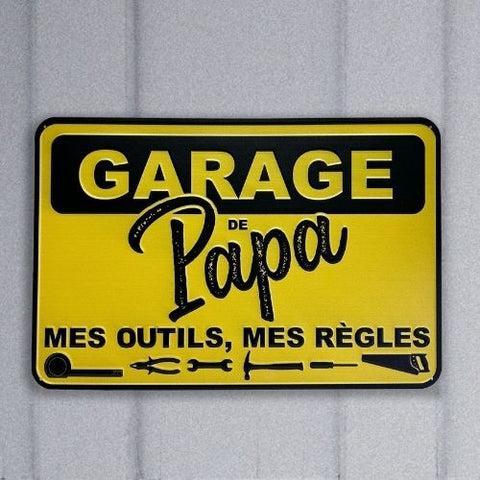 GARAGE
DE
Papa
MES OUTILS, MES RÈGLES